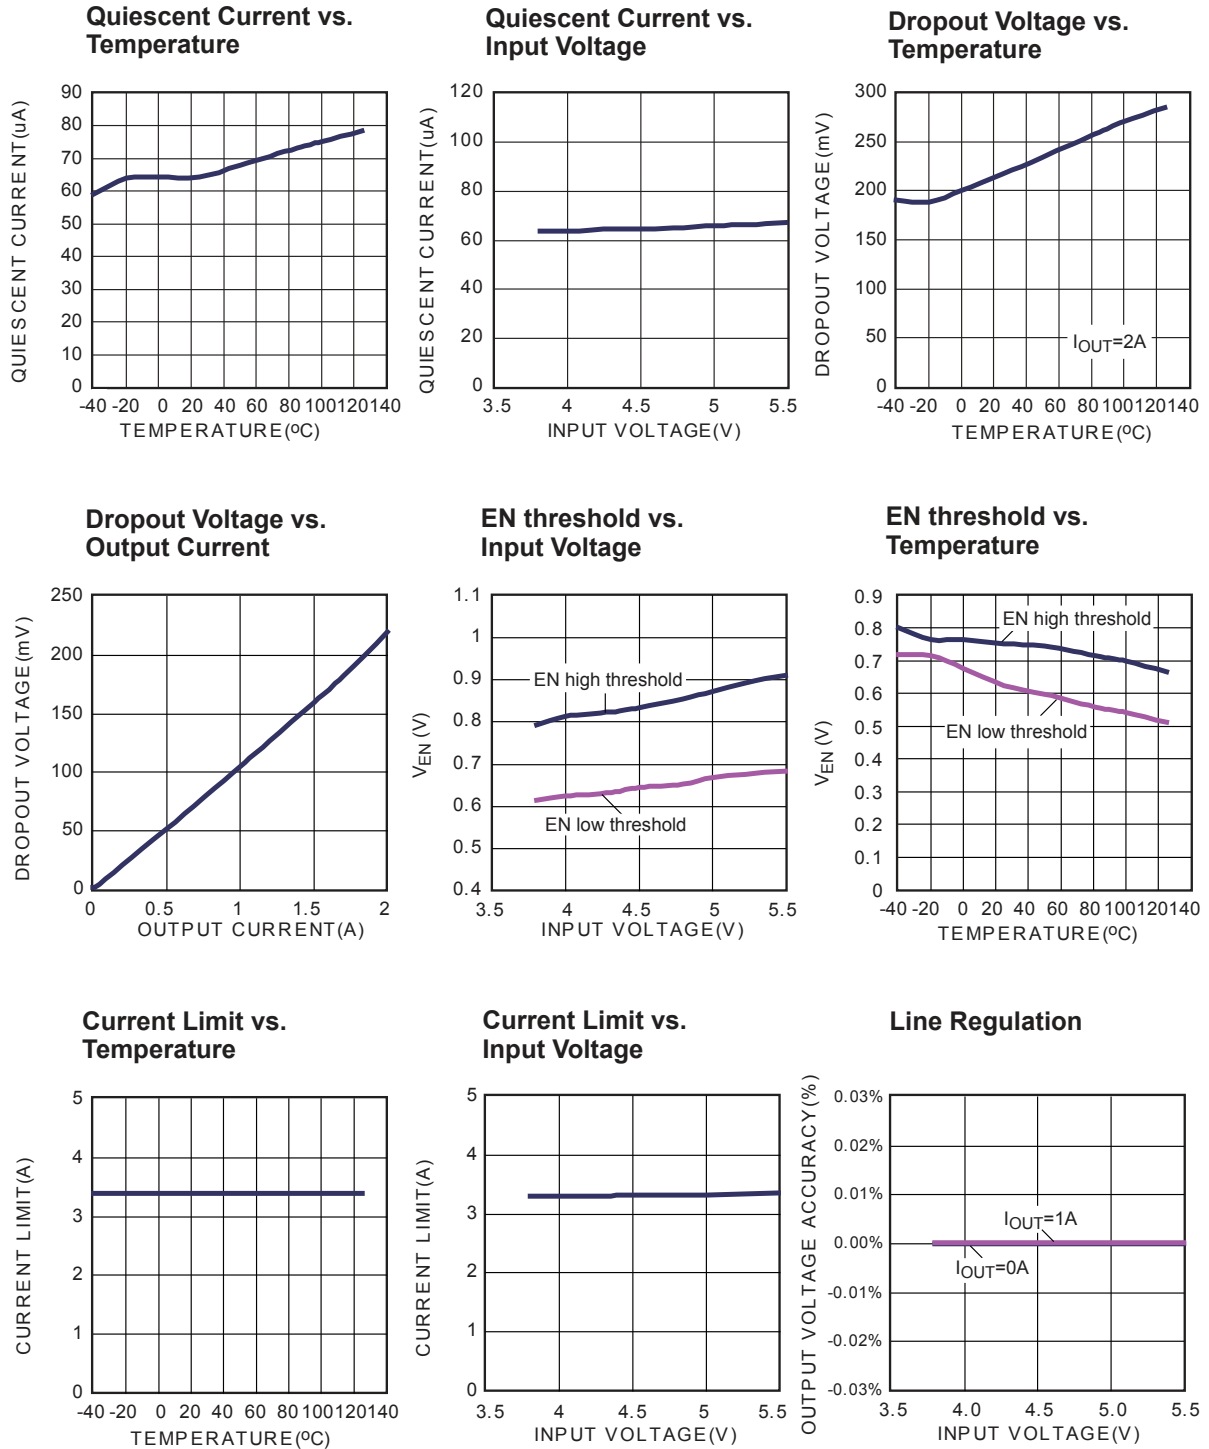 Quiescent Current vs.
Temperature
QUIESCENT CURRENT(uA)
90
80
70
60
50
40
30
20
10
0
-40 -20 0 20 40 60 80 100 120 140
TEMPERATURE(ºC)
Quiescent Current vs.
Input Voltage
QUIESCENT CURRENT(uA)
120
100
80
60
40
20
0
3.5 4 4.5 5 5.5
INPUT VOLTAGE(V)
Dropout Voltage vs.
Temperature
DROPOUT VOLTAGE(mV)
300
250
200
150
100
50
0
IOUT=2A
-40 -20 0 20 40 60 80 100 120 140
TEMPERATURE(ºC)
Dropout Voltage vs.
Output Current
DROPOUT VOLTAGE(mV)
250
200
150
100
50
0
0 0.5 1 1.5 2
OUTPUT CURRENT(A)
EN threshold vs.
Input Voltage
VEN (V)
1.1
1
0.9
0.8
0.7
0.6
0.5
0.4
EN high threshold
EN low threshold
3.5 4 4.5 5 5.5
INPUT VOLTAGE(V)
EN threshold vs.
Temperature
VEN (V)
0.9
0.8
0.7
0.6
0.5
0.4
0.3
0.2
0.1
0
EN high threshold
EN low threshold
-40 -20 0 20 40 60 80 100 120 140
TEMPERATURE(ºC)
Current Limit vs.
Temperature
CURRENT LIMIT(A)
5
4
3
2
1
0
-40 -20 0 20 40 60 80 100 120 140
TEMPERATURE(ºC)
Current Limit vs.
Input Voltage
CURRENT LIMIT(A)
5
4
3
2
1
0
3.5 4 4.5 5 5.5
INPUT VOLTAGE(V)
Line Regulation
OUTPUT VOLTAGE ACCURACY(%)
0.03%
0.02%
0.01%
0.00%
-0.01%
-0.02%
-0.03%
IOUT=1A
IOUT=0A
3.5 4.0 4.5 5.0 5.5
INPUT VOLTAGE(V)